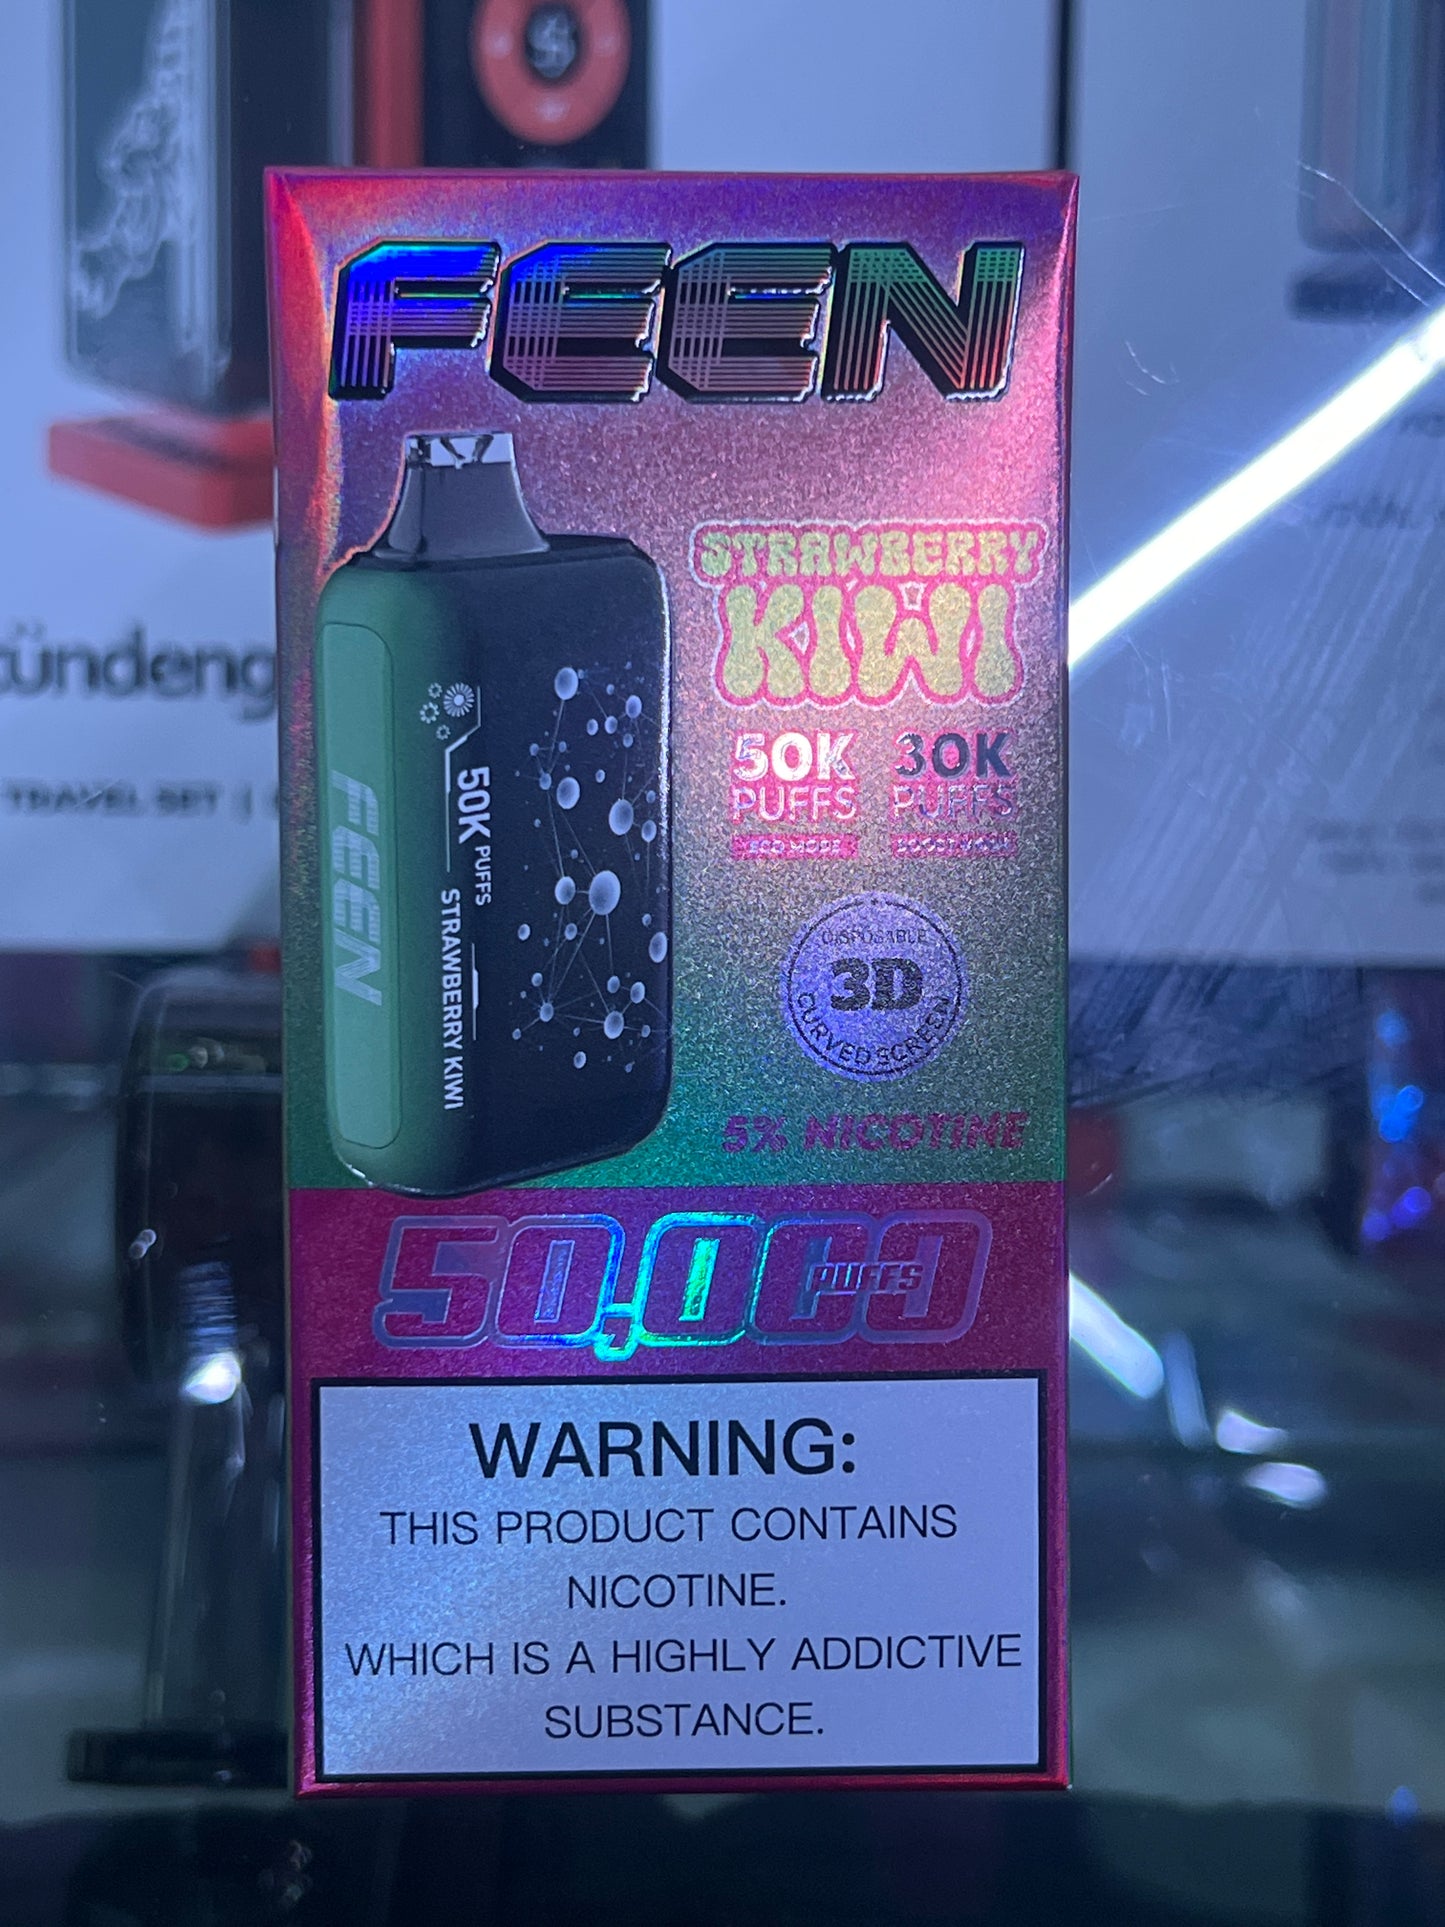 FEEN
STRAWBERRY
KIWI
50K
PUFFS
ECO MODE
30K
PUFFS
BOOST MODE
DISPOSABLE
3D
CURVED SCREEN
5% NICOTINE
50K PUFFS
STRAWBERRY KIWI
FEEN
50,000
PUFFS
WARNING:
THIS PRODUCT CONTAINS
NICOTINE.
WHICH IS A HIGHLY ADDICTIVE
SUBSTANCE.
TRAVEL SET |